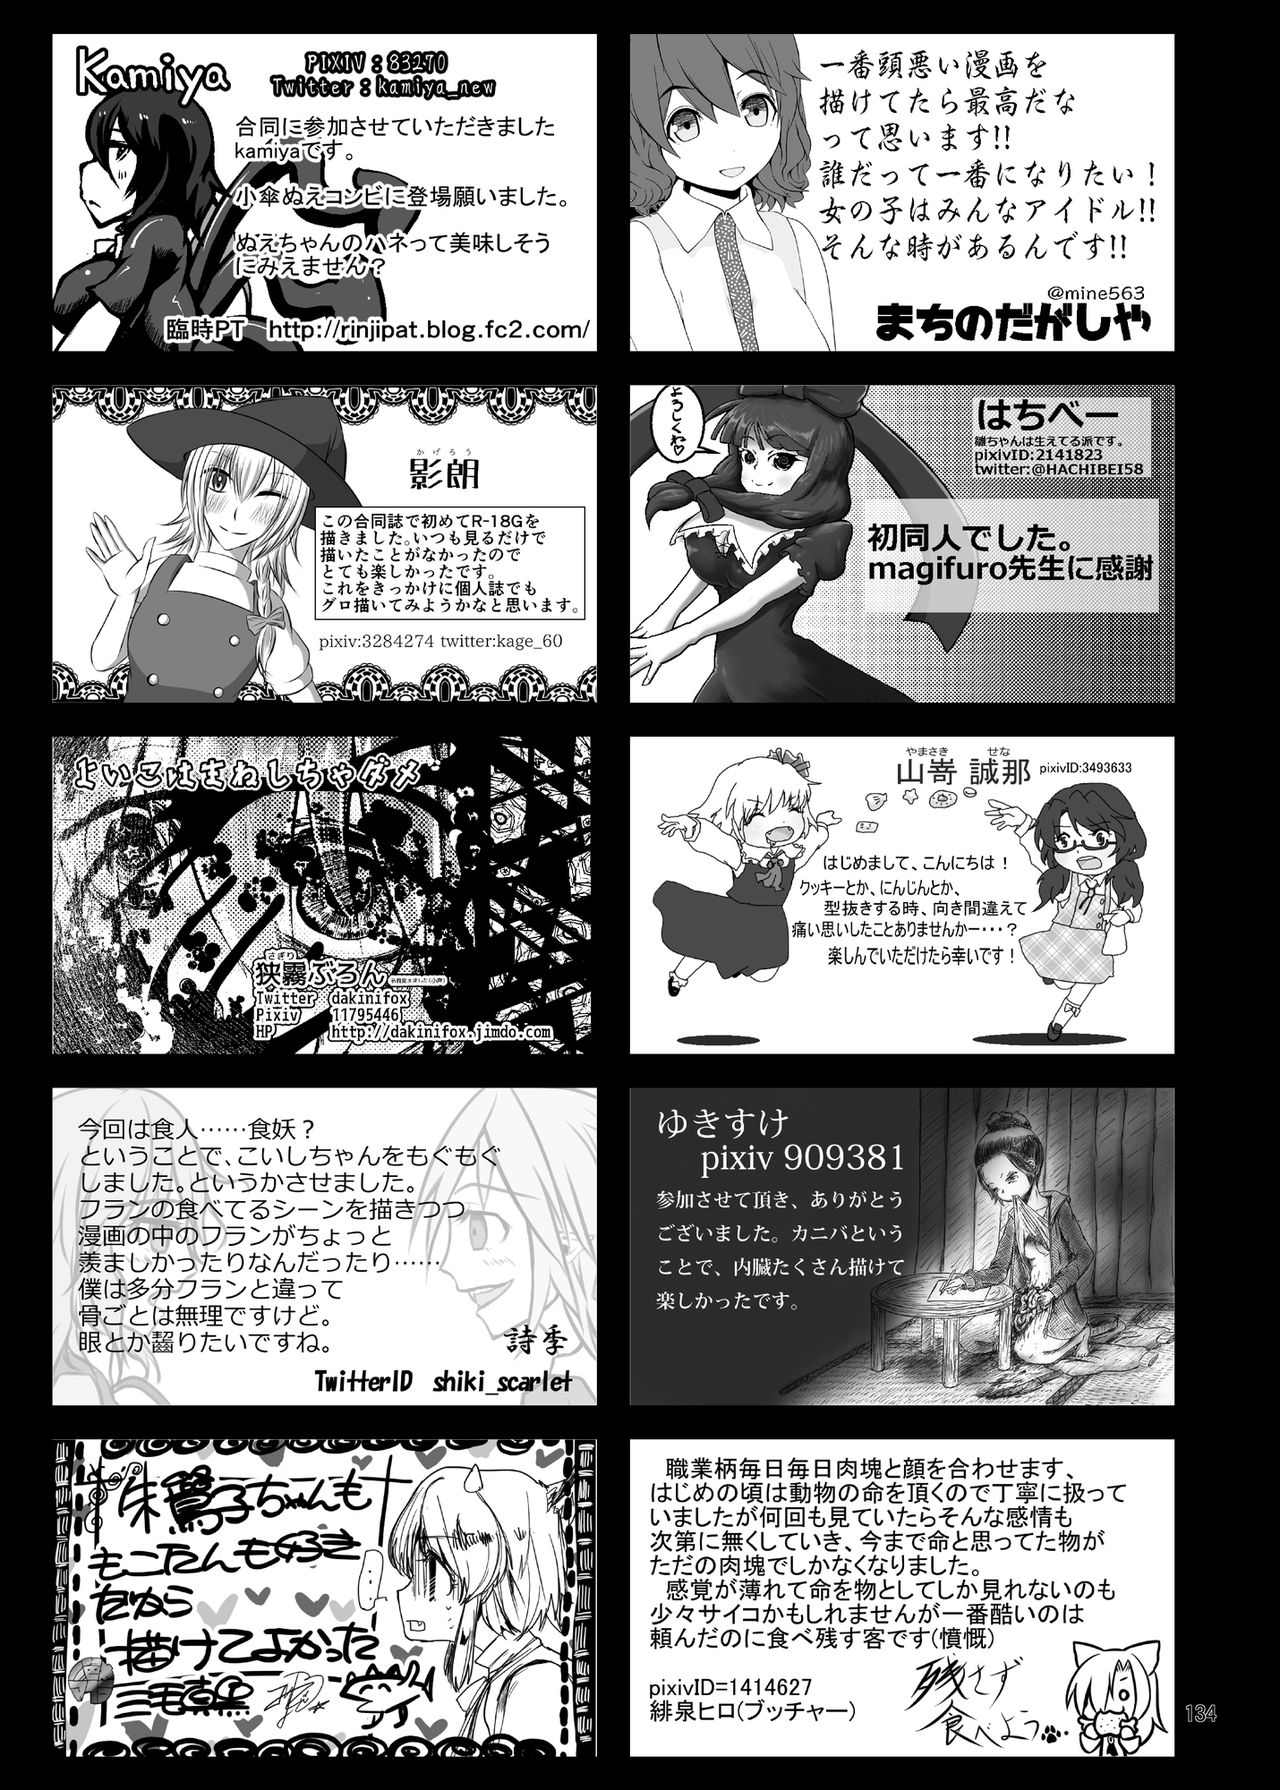 Kamiya
PIXIV：83270
Twitter：kamiya_new
合同に参加させていただきました
kamiyaです。
小傘ぬえコンビに登場願いました。
ぬえちゃんのハネって美味しそう
にみえません？
臨時PT　http://rinjipat.blog.fc2.com/
一番頭悪い漫画を
描けてたら最高だな
って思います!!
誰だって一番になりたい！
女の子はみんなアイドル!!
そんな時があるんです!!
@mine563
まちのだがしや
かげろう
影朗
この合同誌で初めてR-18Gを
描きました。いつも見るだけで
描いたことがなかったので
とても楽しかったです。
これをきっかけに個人誌でも
グロ描いてみようかなと思います。
pixiv:3284274 twitter:kage_60
よろしくね♡
はちべー
雛ちゃんは生えてる派です。
pixivID:2141823
twitter:@HACHIBEI58
初同人でした。
magifuro先生に感謝
よいこはまねしちゃダメ
さぎり
狭霧ぶろん
Twitter　dakinifox
Pixiv　11795446
HP　http://dakinifox.jimdo.com
やまさき　せな
山嵜 誠那 pixivID:3493633
はじめまして、こんにちは！
クッキーとか、にんじんとか、
型抜きする時、向き間違えて
痛い思いしたことありませんかー・・・？
楽しんでいただけたら幸いです！
今回は食人……食妖？
ということで、こいしちゃんをもぐもぐ
しました。というかさせました。
フランの食べてるシーンを描きつつ
漫画の中のフランがちょっと
羨ましかったりなんだったり……
僕は多分フランと違って
骨ごとは無理ですけど。
眼とか齧りたいですね。
詩季
TwitterID　shiki_scarlet
ゆきすけ
pixiv 909381
参加させて頂き、ありがとう
ございました。カニバという
ことで、内臓たくさん描けて
楽しかったです。
朱鷺子ちゃんも
もこたんも好き
だから
描けてよかった
三毛猫
職業柄毎日毎日肉塊と顔を合わせます、
はじめの頃は動物の命を頂くので丁寧に扱って
いましたが何回も見ていたらそんな感情も
次第に無くしていき、今まで命と思ってた物が
ただの肉塊でしかなくなりました。
感覚が薄れて命を物としてしか見れないのも
少々サイコかもしれませんが一番酷いのは
頼んだのに食べ残す客です(憤慨)
pixivID=1414627
緋泉ヒロ(ブッチャー)
残さず
食べよう
134